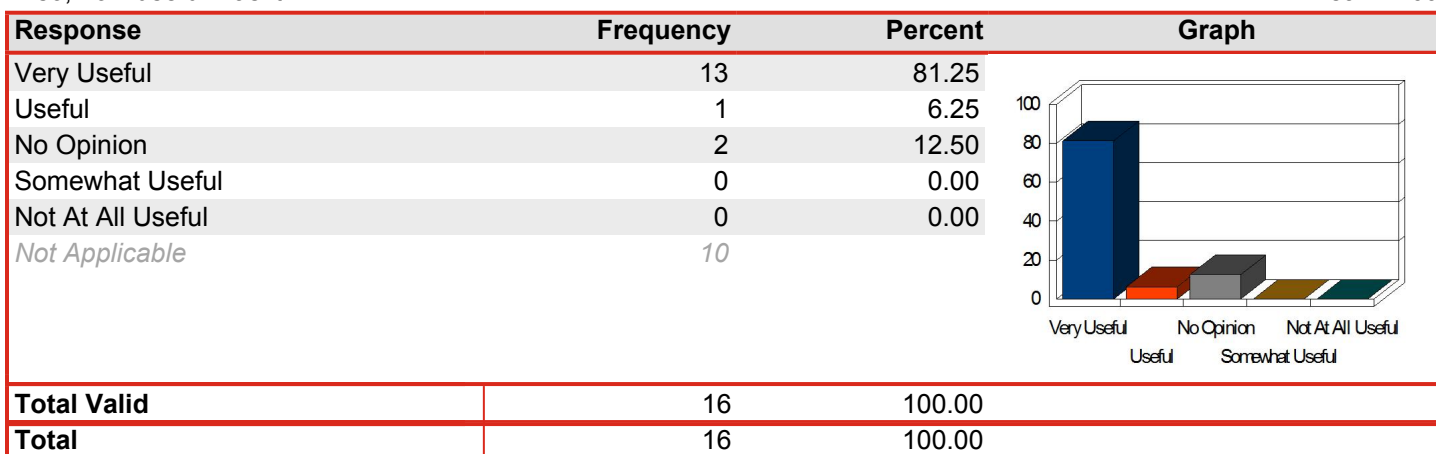 Response Frequency Percent Graph
Very Useful 13 81.25
Useful 1 6.25
No Opinion 2 12.50
Somewhat Useful 0 0.00
Not At All Useful 0 0.00
Not Applicable 10
100
80
60
40
20
0
Very Useful No Opinion Not At All Useful
Useful Somewhat Useful
Total Valid 16 100.00
Total 16 100.00